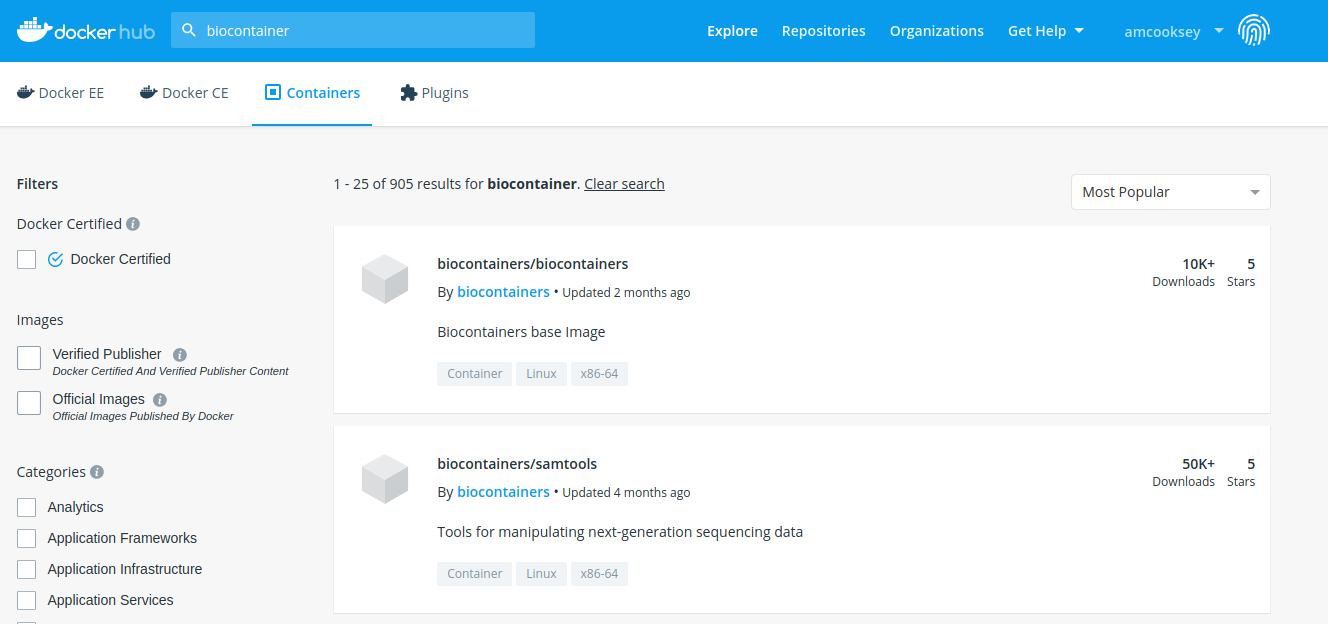 docker hub
biocontainer
Explore
Repositories
Organizations
Get Help
amcooksey
Docker EE
Docker CE
Containers
Plugins
Filters
Docker Certified
Docker Certified
Images
Verified Publisher
Docker Certified And Verified Publisher Content
Official Images
Official Images Published By Docker
Categories
Analytics
Application Frameworks
Application Infrastructure
Application Services
1 - 25 of 905 results for biocontainer. Clear search
Most Popular
biocontainers/biocontainers
By biocontainers • Updated 2 months ago
Biocontainers base Image
Container
Linux
x86-64
10K+
Downloads
5
Stars
biocontainers/samtools
By biocontainers • Updated 4 months ago
Tools for manipulating next-generation sequencing data
Container
Linux
x86-64
50K+
Downloads
5
Stars